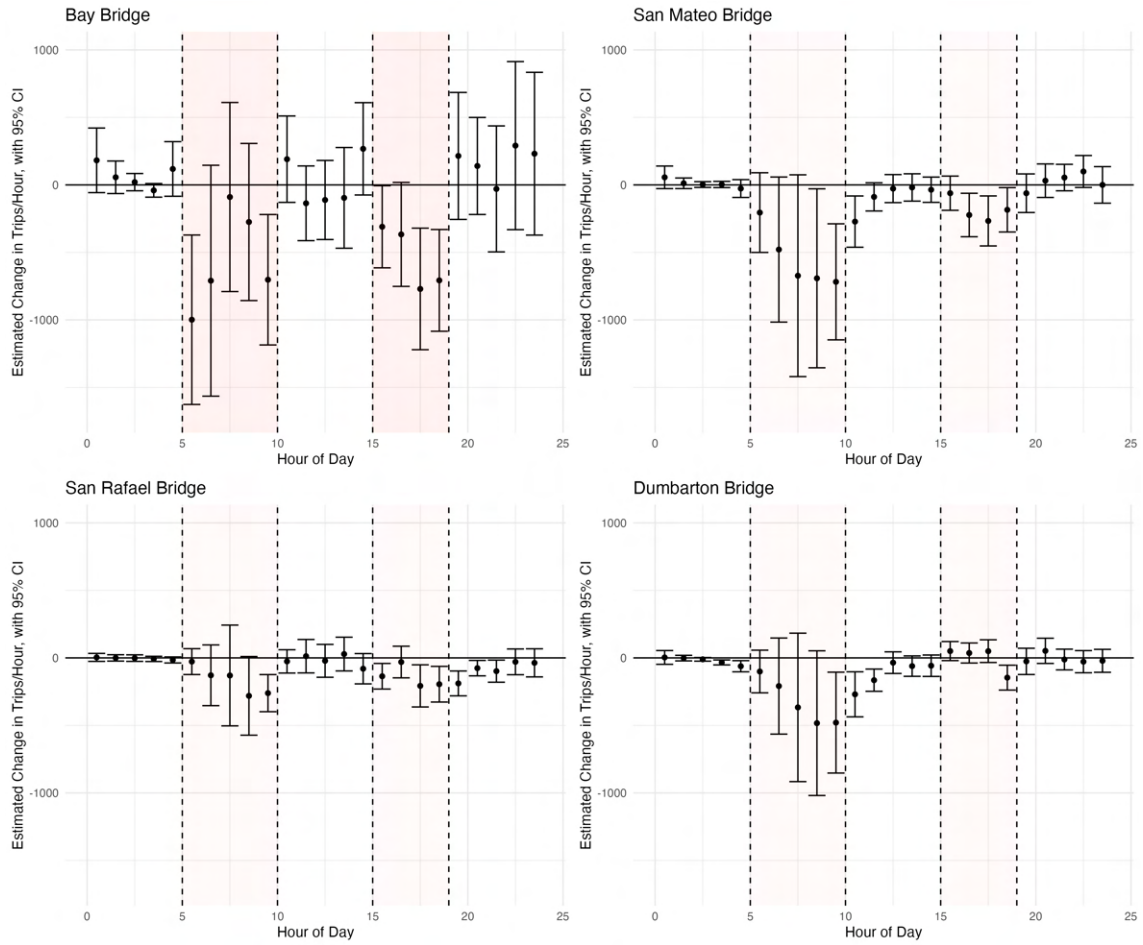 Bay Bridge
Estimated Change in Trips/Hour, with 95% CI
1000
0
-1000
0 5 10 15 20 25
Hour of Day
San Mateo Bridge
Estimated Change in Trips/Hour, with 95% CI
1000
0
-1000
0 5 10 15 20 25
Hour of Day
San Rafael Bridge
Estimated Change in Trips/Hour, with 95% CI
1000
0
-1000
0 5 10 15 20 25
Hour of Day
Dumbarton Bridge
Estimated Change in Trips/Hour, with 95% CI
1000
0
-1000
0 5 10 15 20 25
Hour of Day